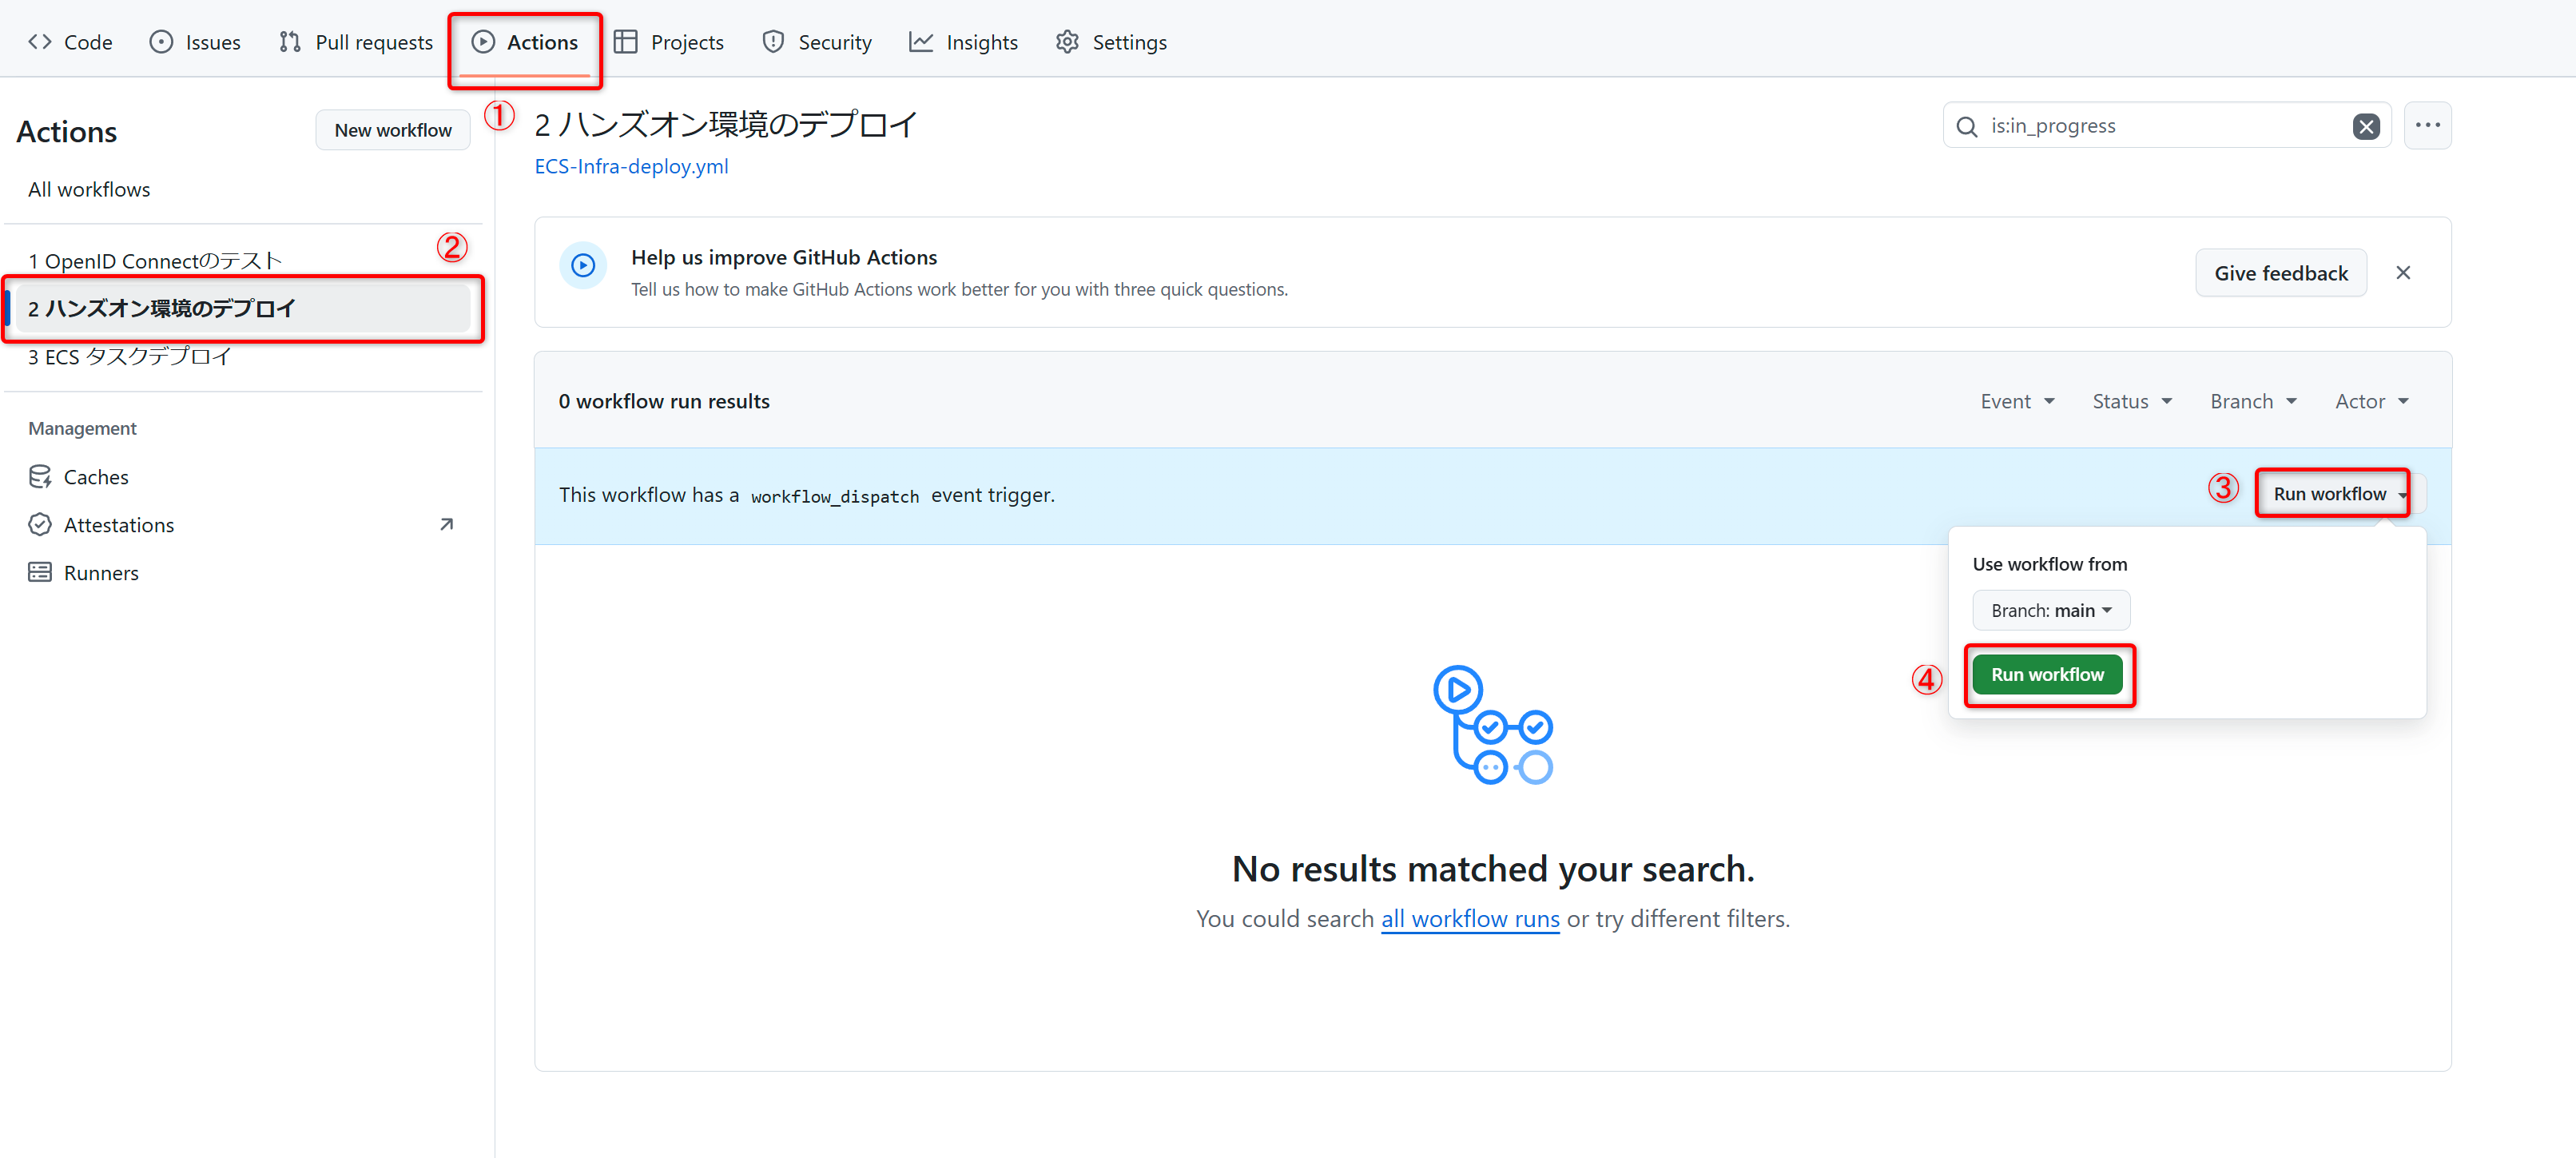 Code Issues Pull requests Actions Projects Security Insights Settings
①
Actions New workflow
All workflows
②
1 OpenID Connectのテスト
2 ハンズオン環境のデプロイ
3 ECS タスクデプロイ
Management
Caches
Attestations
Runners
2 ハンズオン環境のデプロイ
ECS-Infra-deploy.yml
is:in_progress
Help us improve GitHub Actions
Tell us how to make GitHub Actions work better for you with three quick questions.
Give feedback
0 workflow run results
Event Status Branch Actor
This workflow has a workflow_dispatch event trigger.
③ Run workflow
Use workflow from
Branch: main
④ Run workflow
No results matched your search.
You could search all workflow runs or try different filters.